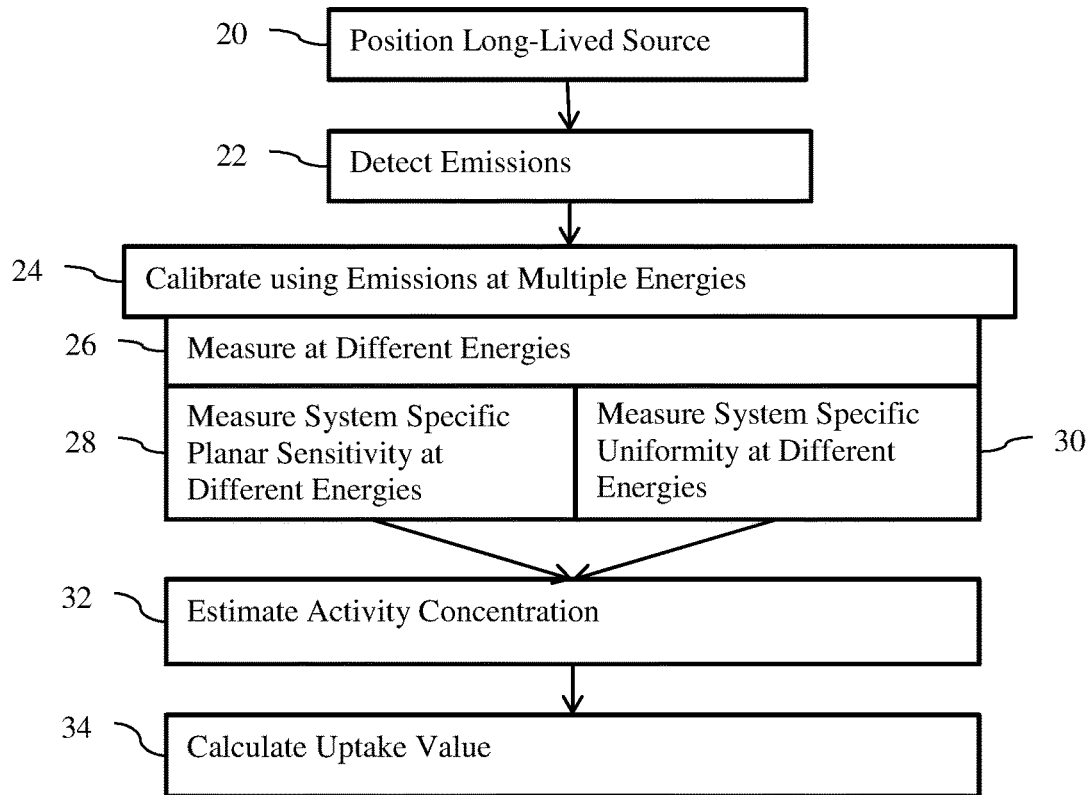 20
Position Long-Lived Source
22
Detect Emissions
24
Calibrate using Emissions at Multiple Energies
26
Measure at Different Energies
28
Measure System Specific
Planar Sensitivity at
Different Energies
Measure System Specific
Uniformity at Different
Energies
30
32
Estimate Activity Concentration
34
Calculate Uptake Value